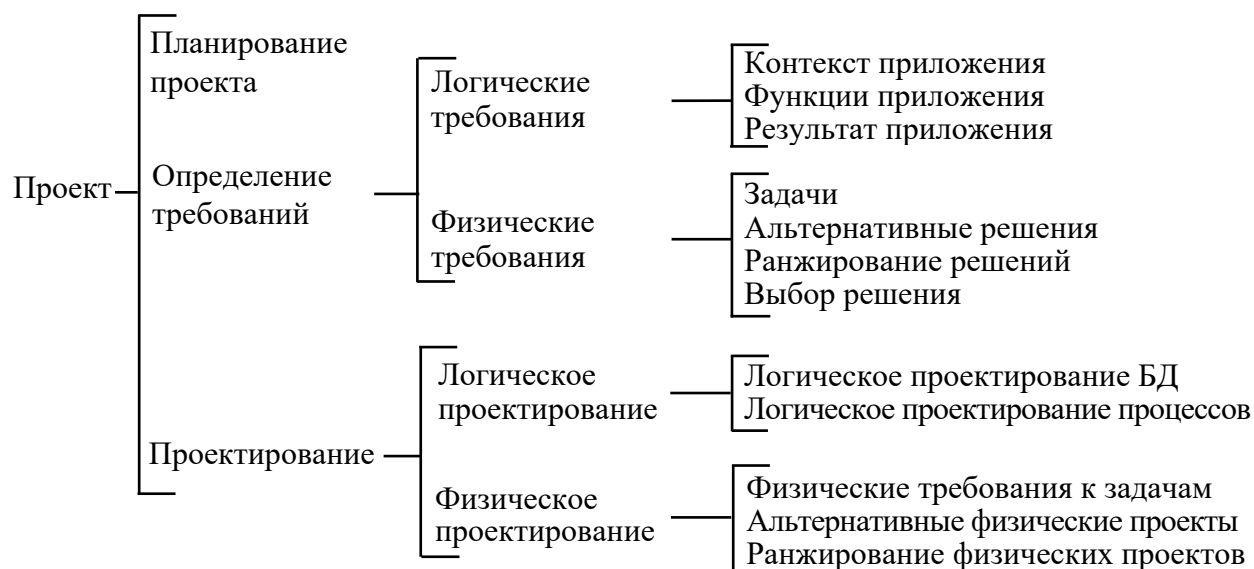 Проект
Планирование
проекта
Определение
требований
Логические
требования
Контекст приложения
Функции приложения
Результат приложения
Физические
требования
Задачи
Альтернативные решения
Ранжирование решений
Выбор решения
Проектирование
Логическое
проектирование
Логическое проектирование БД
Логическое проектирование процессов
Физическое
проектирование
Физические требования к задачам
Альтернативные физические проекты
Ранжирование физических проектов